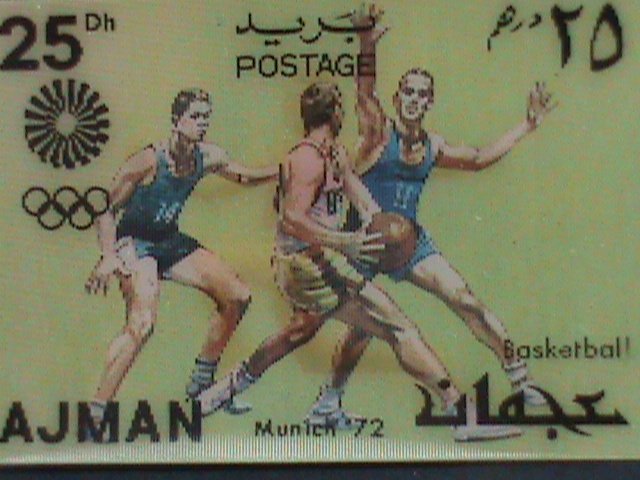 25 Dh
بريد
POSTAGE
٢٥ درهم
Basketball
AJMAN
Munich '72
عجمان